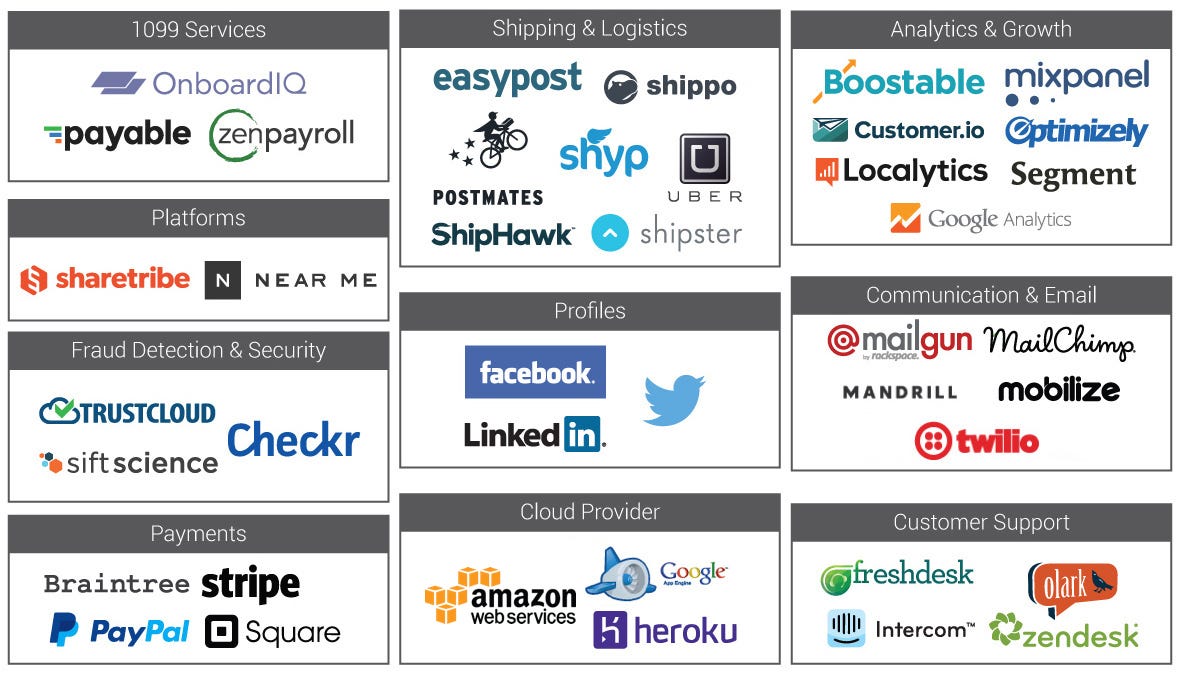 1099 Services
OnboardIQ
payable zenpayroll
Platforms
sharetribe N NEAR ME
Fraud Detection & Security
TRUSTCLOUD
Checkr
siftscience
Payments
Braintree stripe
PayPal Square
Shipping & Logistics
easypost shippo
shyp U
POSTMATES UBER
ShipHawk shipster
Profiles
facebook.
Linked in.
Cloud Provider
Google
App Engine
amazon
webservices
heroku
Analytics & Growth
Boostable mixpanel
Customer.io Optimizely
Localytics Segment
Google Analytics
Communication & Email
@mailgun MailChimp.
by rackspace.
MANDRILL mobilize
twilio
Customer Support
freshdesk olark
Intercom™ zendesk